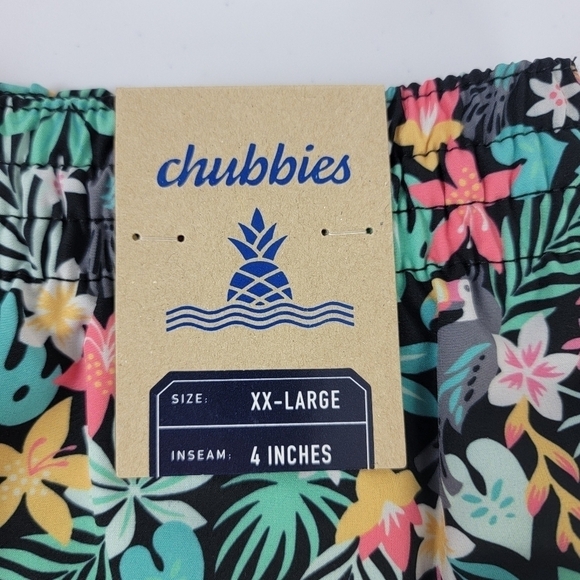 chubbies
SIZE: XX-LARGE
INSEAM: 4 INCHES